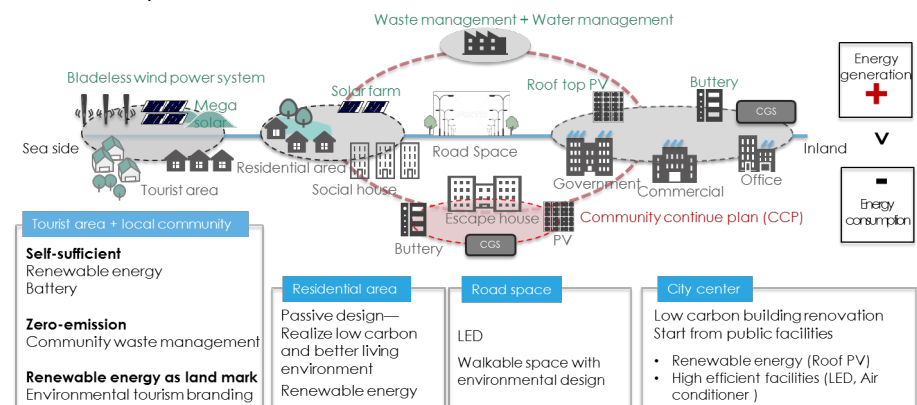 Waste management + Water management
Bladeless wind power system
Mega
solar
Solar farm
Roof top PV
Buttery
CGS
Energy
generation
+
Sea side
Residential area
Road Space
Inland
Tourist area
Social house
Government
Commercial
Office
v
-
Energy
consumption
Escape house
Community continue plan (CCP)
Buttery
CGS
PV
Tourist area + local community
Self-sufficient
Renewable energy
Battery
Zero-emission
Community waste management
Renewable energy as land mark
Environmental tourism branding
Residential area
Passive design—
Realize low carbon
and better living
environment
Renewable energy
Road space
LED
Walkable space with
environmental design
City center
Low carbon building renovation
Start from public facilities
• Renewable energy (Roof PV)
• High efficient facilities (LED, Air
conditioner )